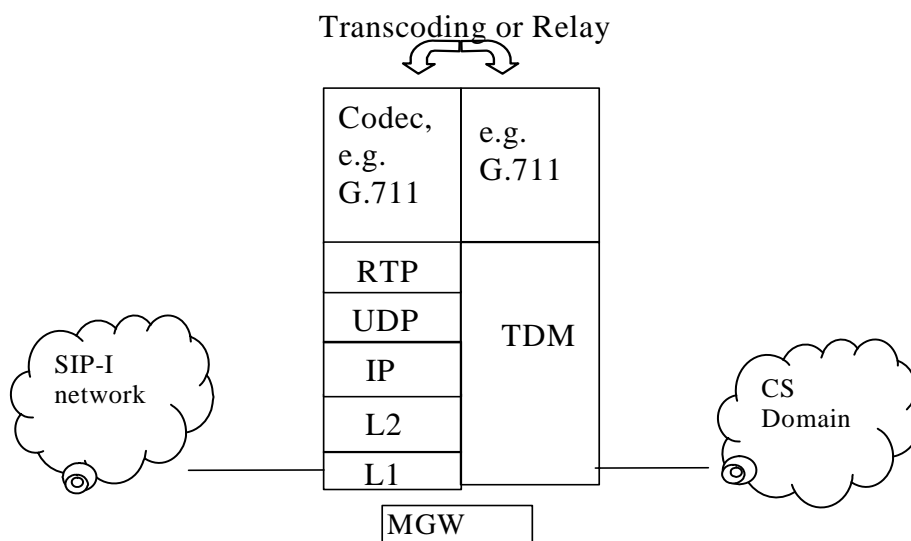 Transcoding or Relay
Codec,
e.g.
G.711
e.g.
G.711
RTP
UDP
IP
L2
L1
TDM
SIP-I
network
CS
Domain
MGW